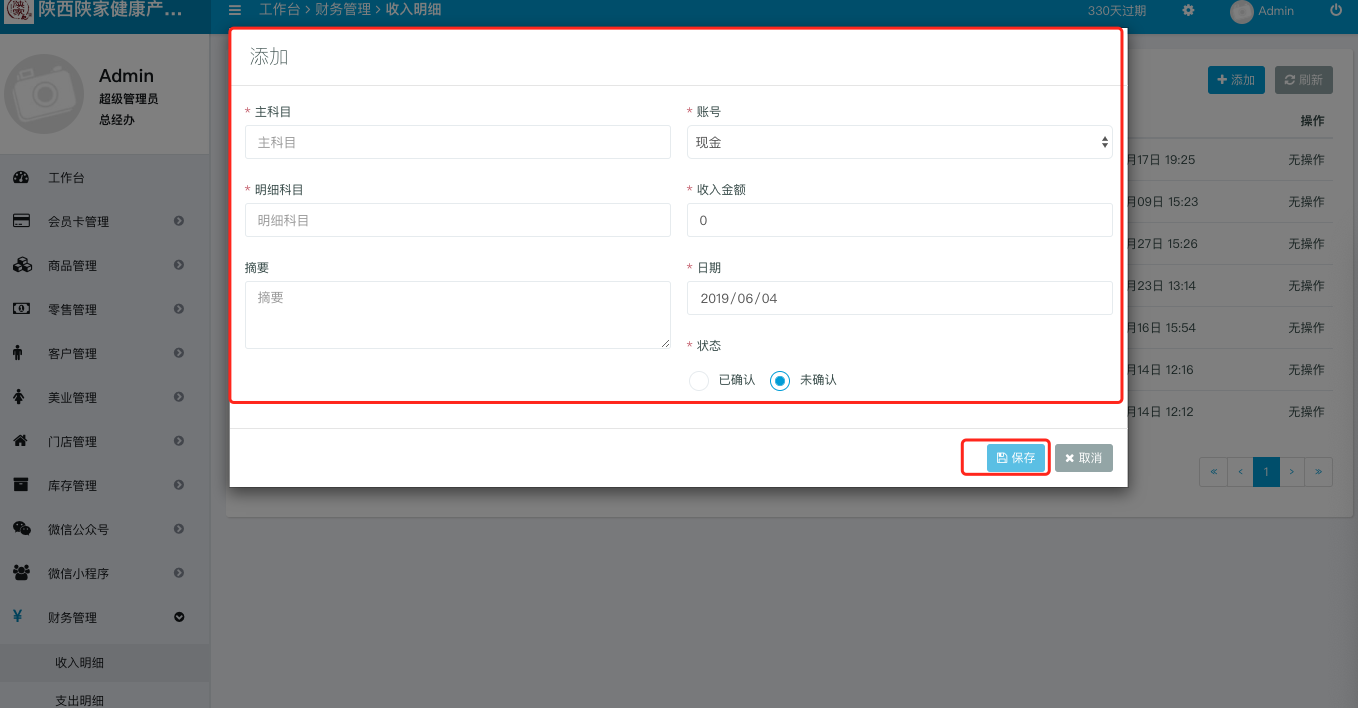 陕西陕家健康产...
工作台 > 财务管理 > 收入明细
330天过期
Admin
Admin
超级管理员
总经办
工作台
会员卡管理
商品管理
零售管理
客户管理
美业管理
门店管理
库存管理
微信公众号
微信小程序
财务管理
收入明细
支出明细
添加
* 主科目
主科目
* 账号
现金
* 明细科目
明细科目
* 收入金额
0
摘要
摘要
* 日期
2019/06/04
* 状态
已确认 未确认
保存 取消
添加 刷新
操作
月17日 19:25 无操作
月09日 15:23 无操作
月27日 15:26 无操作
月23日 13:14 无操作
月16日 15:54 无操作
月14日 12:16 无操作
月14日 12:12 无操作
« ‹ 1 › »